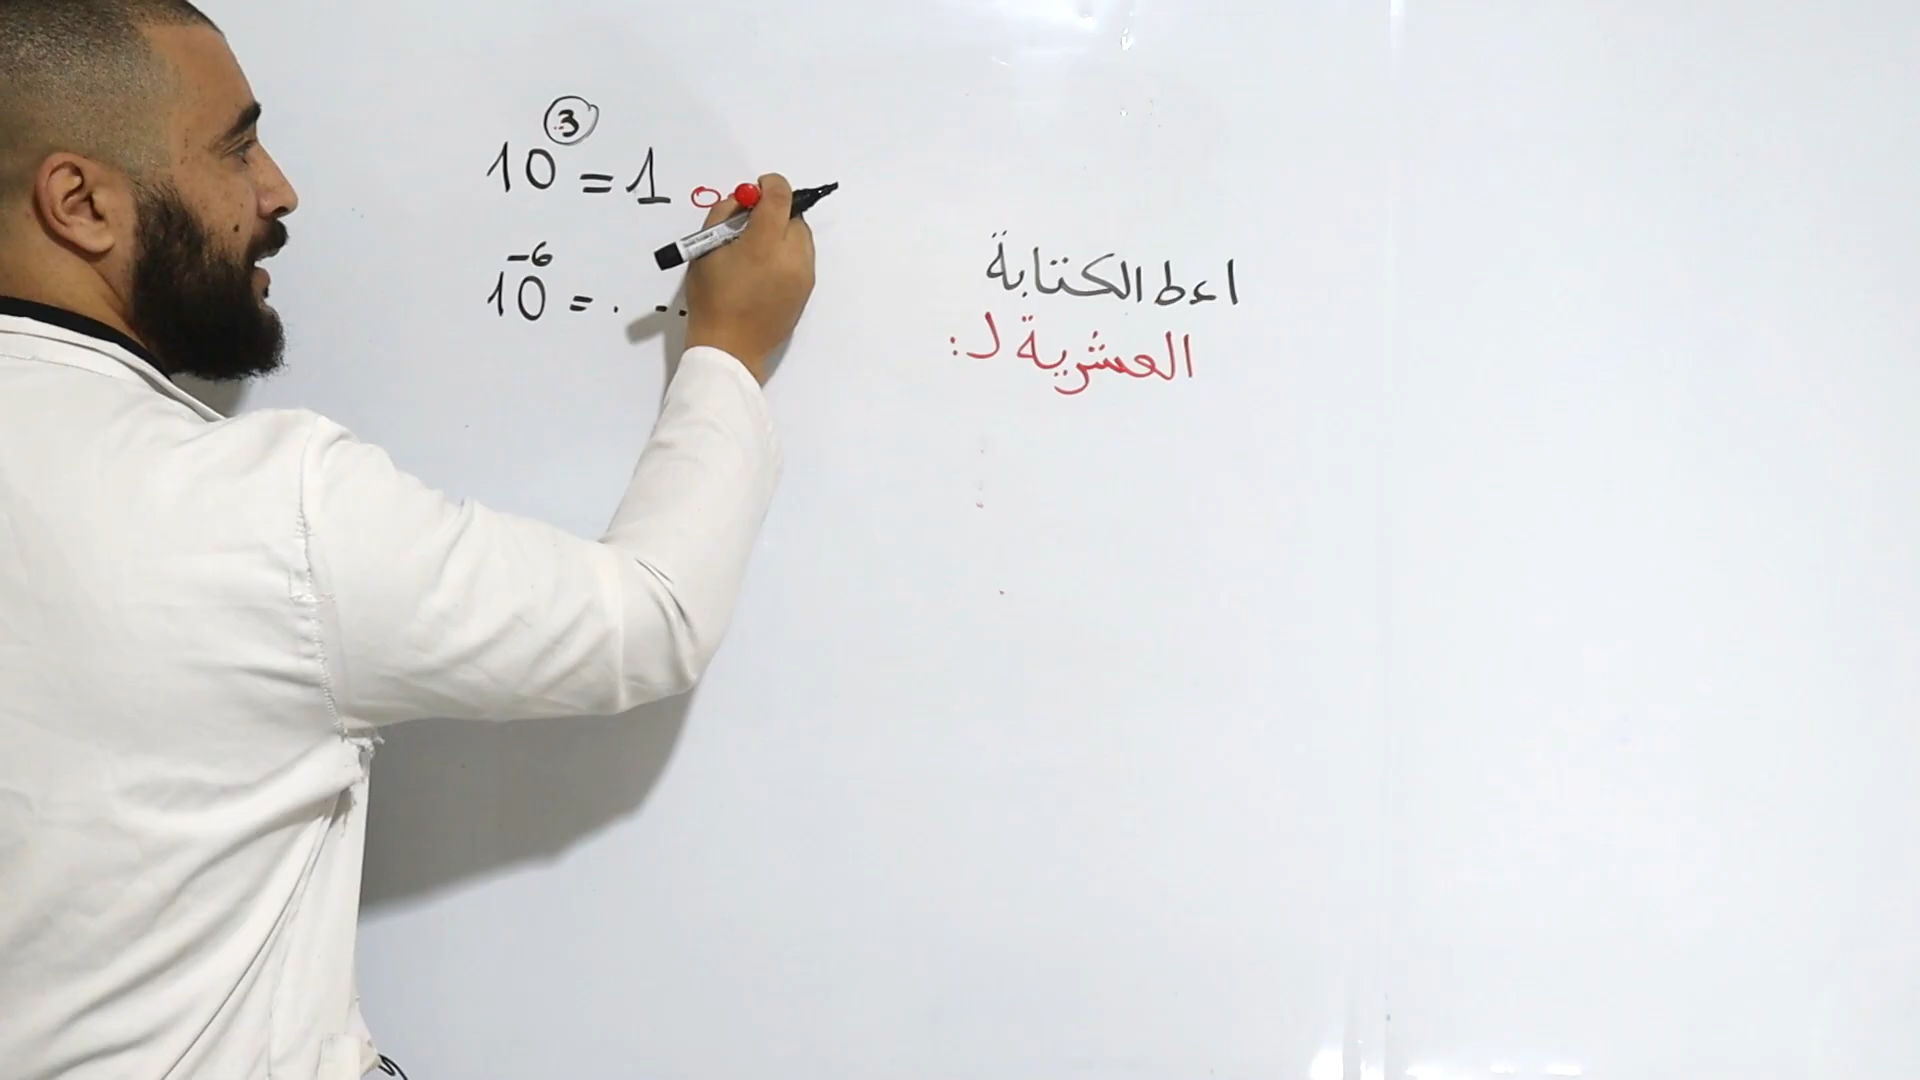 10³ = 1 0
10⁻⁶ = . - ..
اعط الكتابة
العشرية لـ: